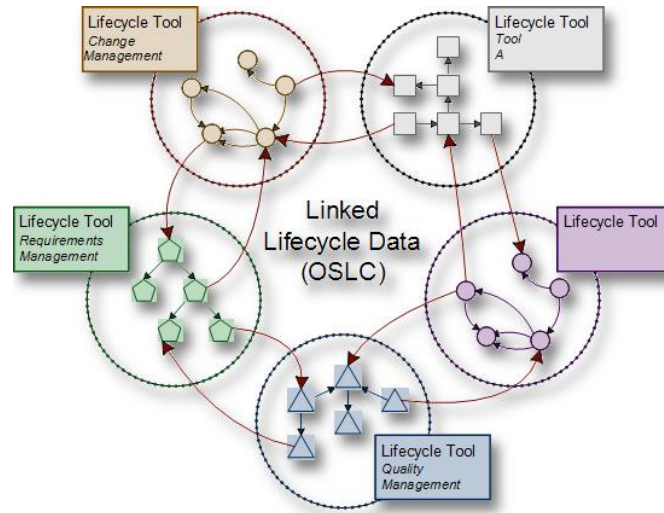 Lifecycle Tool
Change
Management
Lifecycle Tool
Tool
A
Linked
Lifecycle Data
(OSLC)
Lifecycle Tool
Requirements
Management
Lifecycle Tool
Lifecycle Tool
Quality
Management